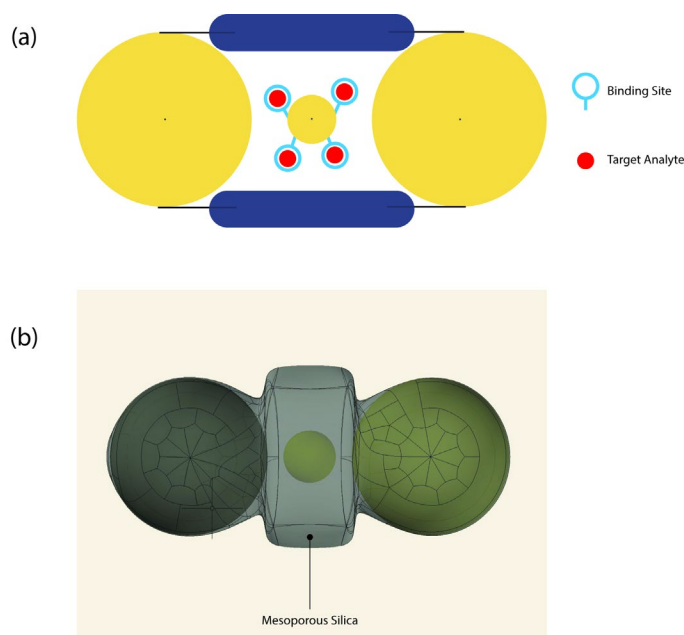 (a)
Binding Site
Target Analyte
(b)
Mesoporous Silica